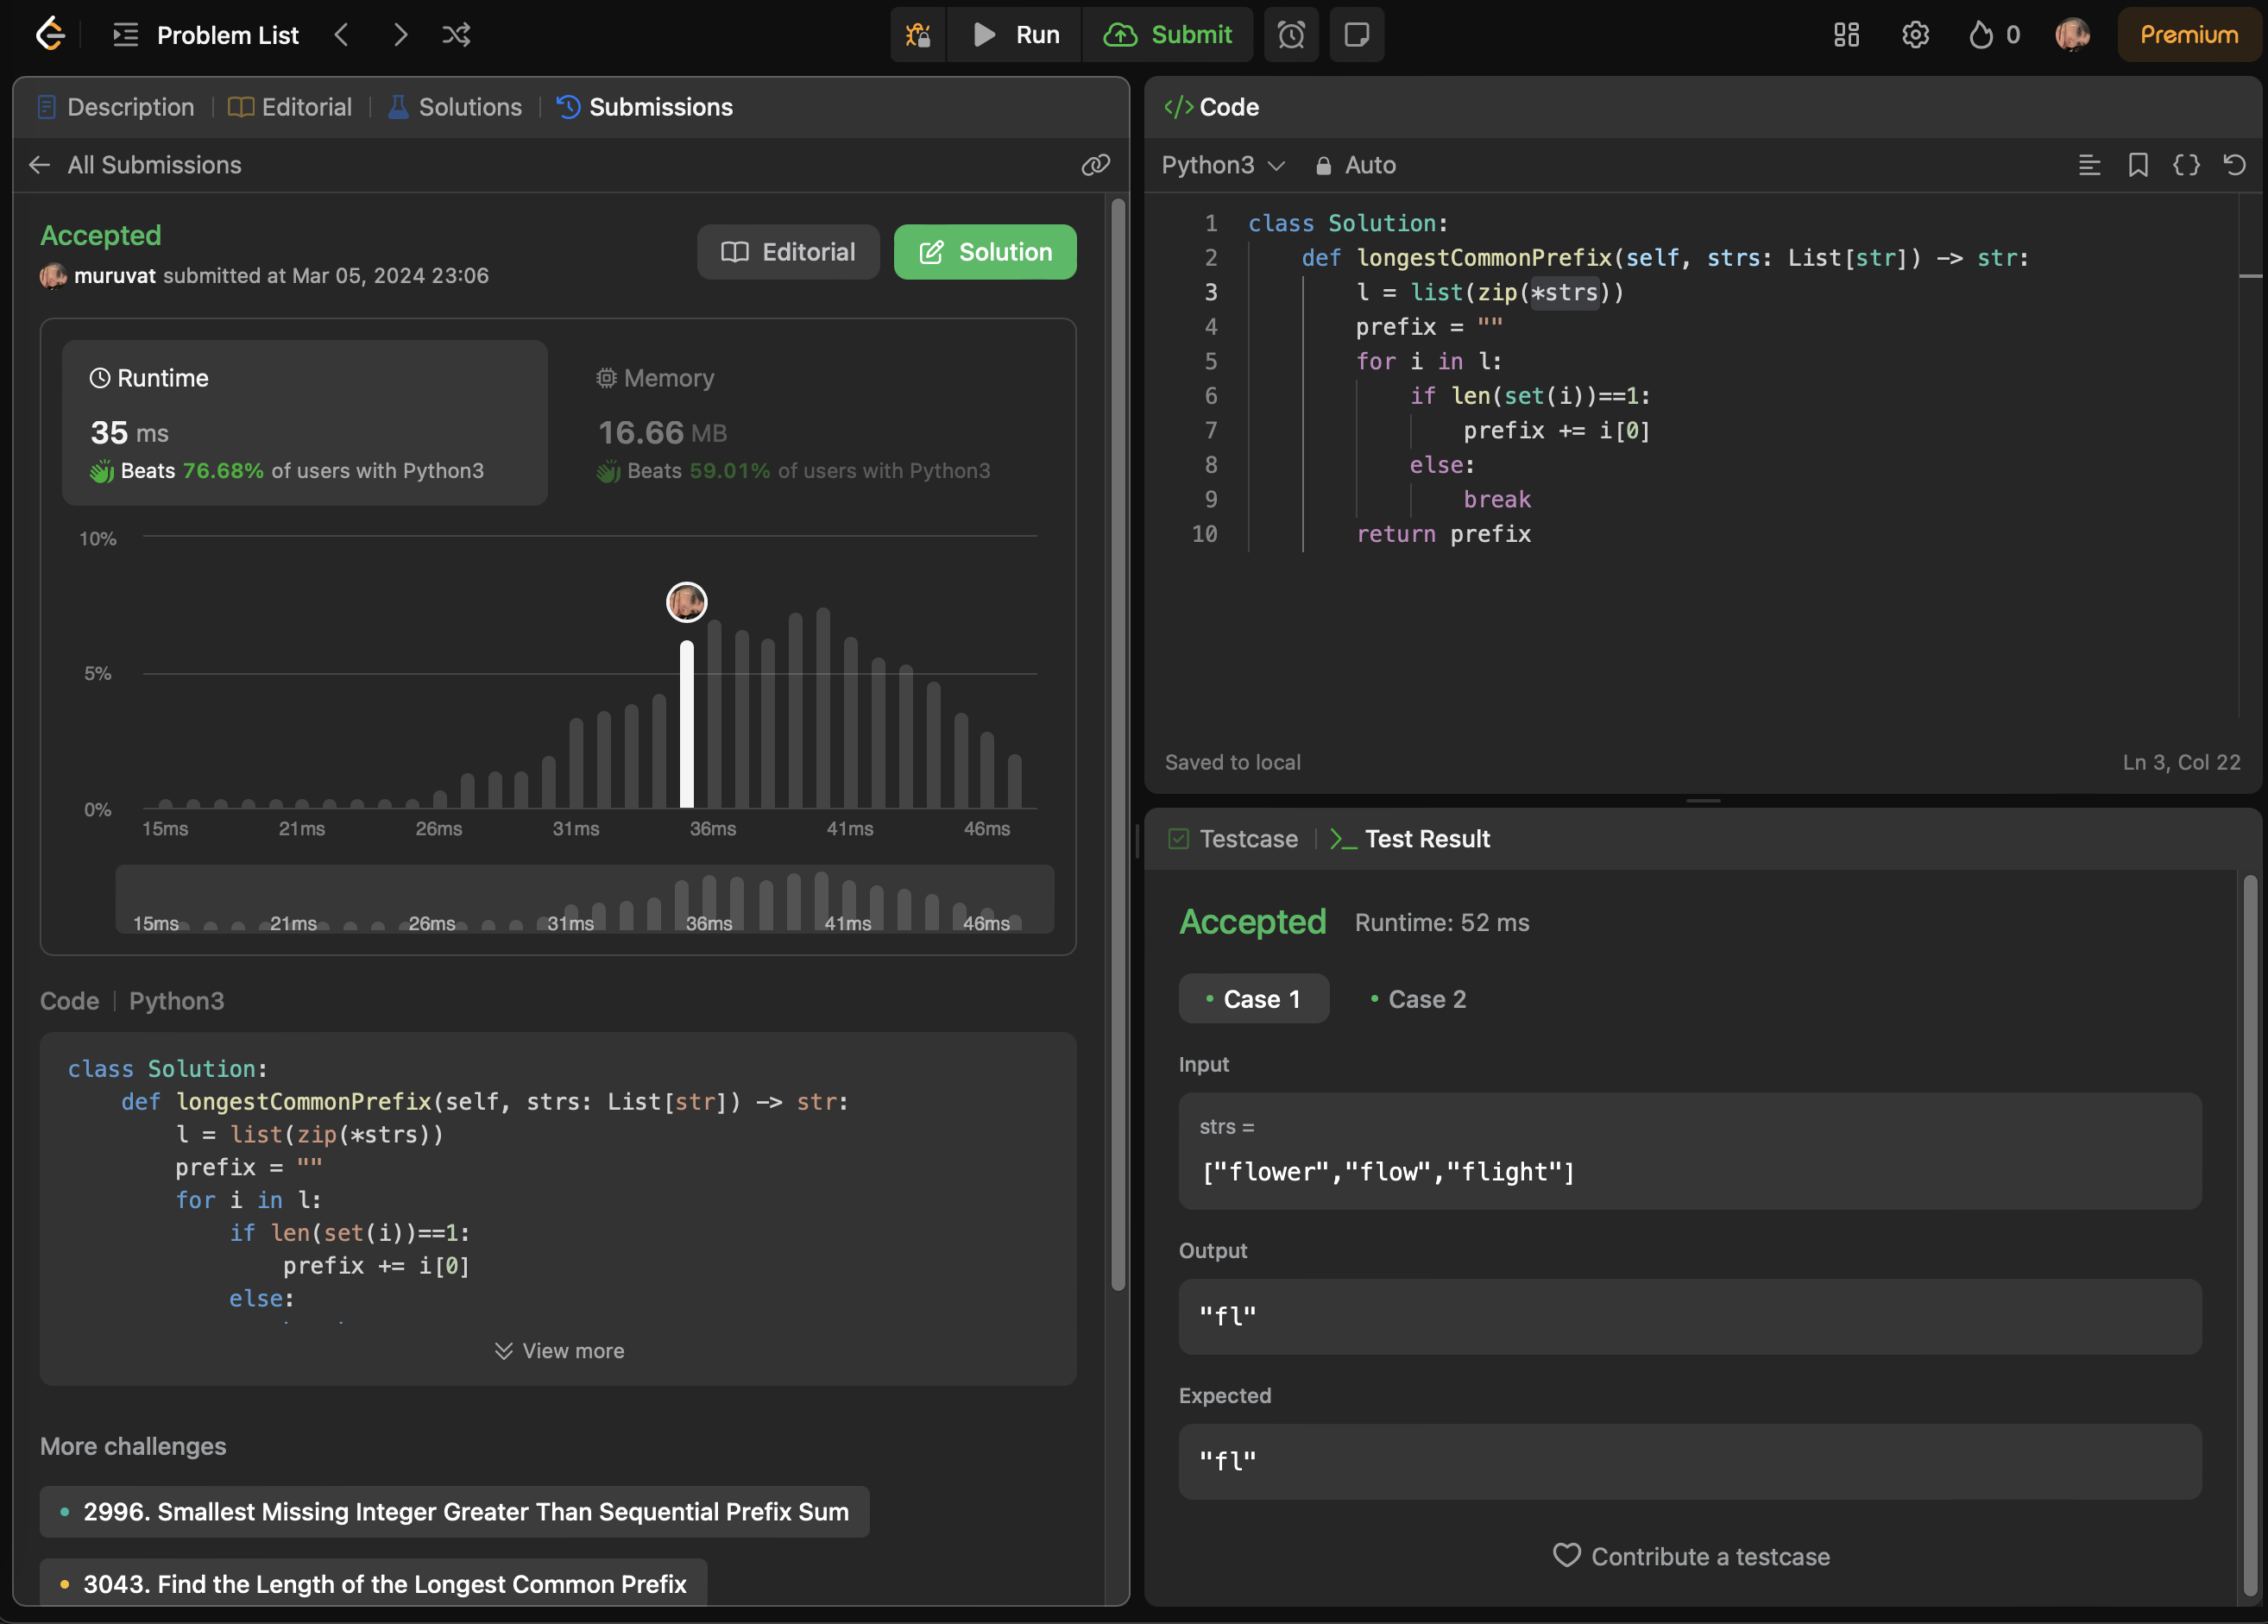 Problem List
Run
Submit
0
Premium
Description
Editorial
Solutions
Submissions
All Submissions
Accepted
muruvat submitted at Mar 05, 2024 23:06
Editorial
Solution
Runtime
35 ms
Beats 76.68% of users with Python3
Memory
16.66 MB
Beats 59.01% of users with Python3
10%
5%
0%
15ms 21ms 26ms 31ms 36ms 41ms 46ms
15ms 21ms 26ms 31ms 36ms 41ms 46ms
Code | Python3
class Solution:
    def longestCommonPrefix(self, strs: List[str]) -> str:
        l = list(zip(*strs))
        prefix = ""
        for i in l:
            if len(set(i))==1:
                prefix += i[0]
            else:
View more
More challenges
2996. Smallest Missing Integer Greater Than Sequential Prefix Sum
3043. Find the Length of the Longest Common Prefix
</> Code
Python3
Auto
1 class Solution:
2     def longestCommonPrefix(self, strs: List[str]) -> str:
3         l = list(zip(*strs))
4         prefix = ""
5         for i in l:
6             if len(set(i))==1:
7                 prefix += i[0]
8             else:
9                 break
10         return prefix
Saved to local
Ln 3, Col 22
Testcase
Test Result
Accepted
Runtime: 52 ms
Case 1
Case 2
Input
strs =
["flower","flow","flight"]
Output
"fl"
Expected
"fl"
Contribute a testcase